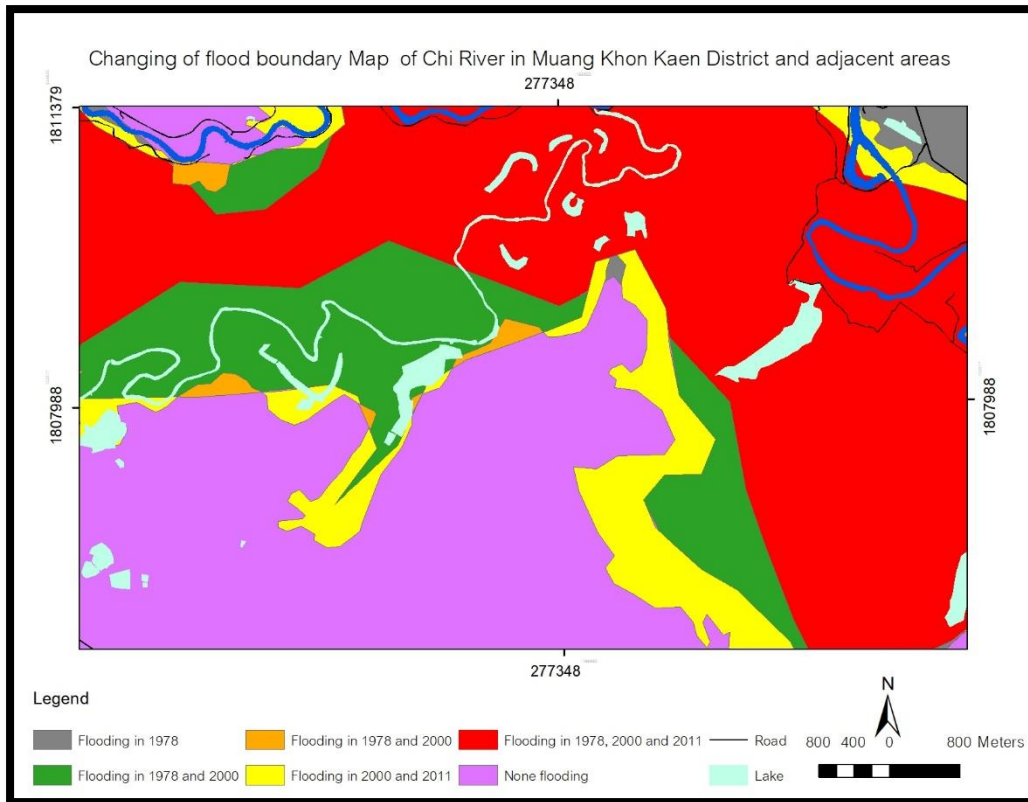 Changing of flood boundary Map of Chi River in Muang Khon Kaen District and adjacent areas
277348
1811379
1807988
1807988
277348
Legend
N
Flooding in 1978
Flooding in 1978 and 2000
Flooding in 1978, 2000 and 2011
Road
800 400 0 800 Meters
Flooding in 1978 and 2000
Flooding in 2000 and 2011
None flooding
Lake